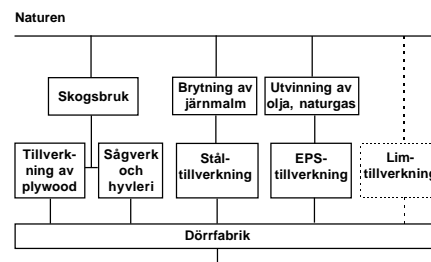 Naturen
Skogsbruk
Brytning av
järnmalm
Utvinning av
olja, naturgas
Tillverk-
ning av
plywood
Sågverk
och
hyvleri
Stål-
tillverkning
EPS-
tillverkning
Lim-
tillverkning
Dörrfabrik